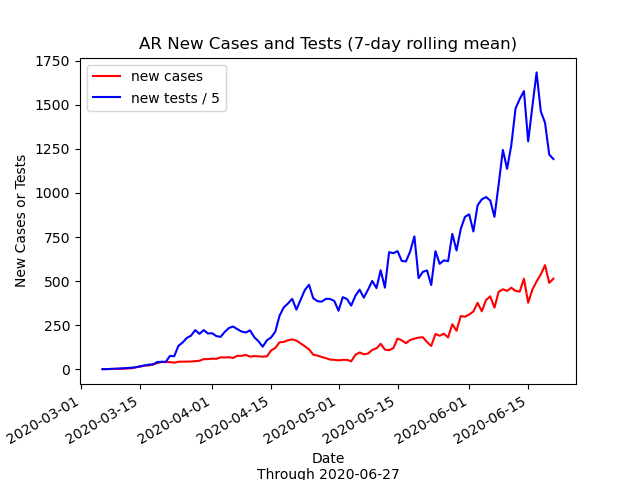 AR New Cases and Tests (7-day rolling mean)
new cases
new tests / 5
New Cases or Tests
1750
1500
1250
1000
750
500
250
0
2020-03-01
2020-03-15
2020-04-01
2020-04-15
2020-05-01
2020-05-15
2020-06-01
2020-06-15
Date
Through 2020-06-27